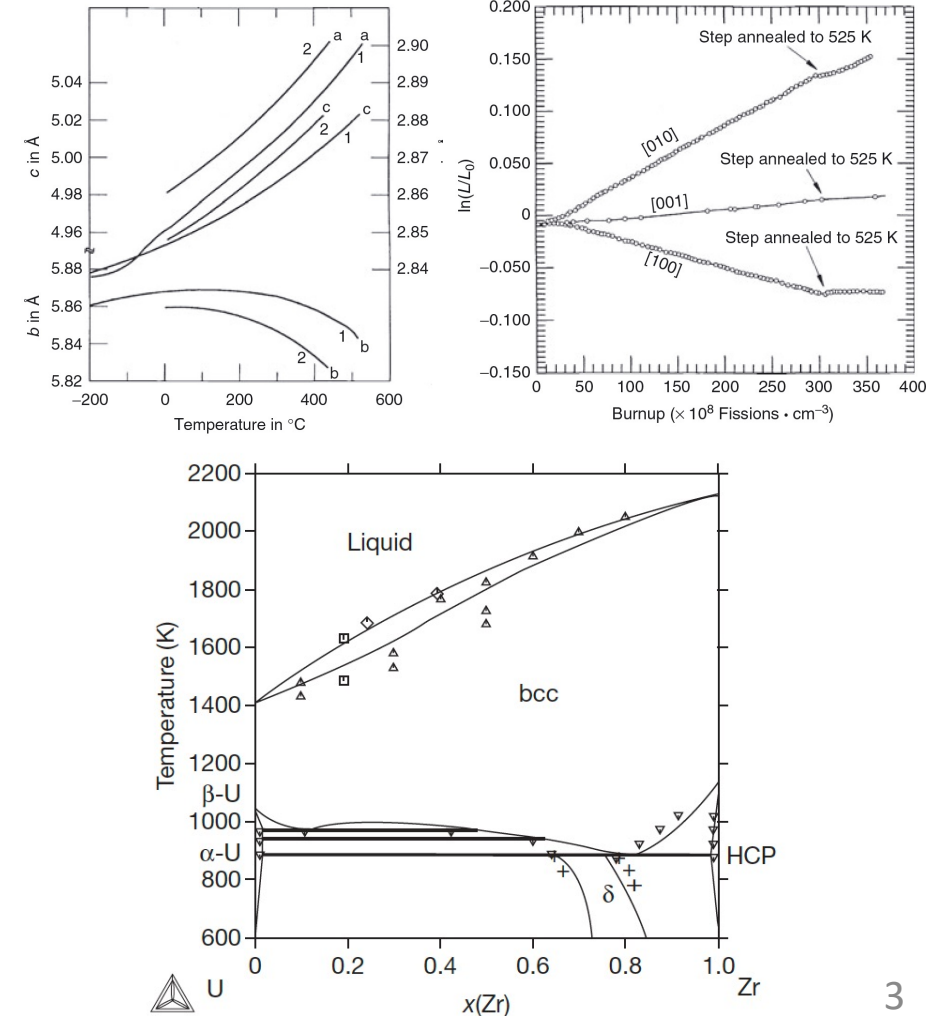 5.04
5.02
5.00
4.98
4.96
5.88
5.86
5.84
5.82
c in Å
b in Å
2.90
2.89
2.88
2.87
2.86
2.85
2.84
2 a a
1
c c
2 1
1 b
2 b
−200 0 200 400 600
Temperature in °C
0.200
0.150
0.100
0.050
0
−0.050
−0.100
−0.150
ln(L/L0)
Step annealed to 525 K
[010]
Step annealed to 525 K
[001]
Step annealed to 525 K
[100]
0 50 100 150 200 250 300 350 400
Burnup (× 10⁸ Fissions • cm⁻³)
2200
2000
1800
1600
1400
1200
1000
800
600
Temperature (K)
β-U
α-U
Liquid
bcc
HCP
δ
0 0.2 0.4 0.6 0.8 1.0
U
x(Zr)
Zr
3